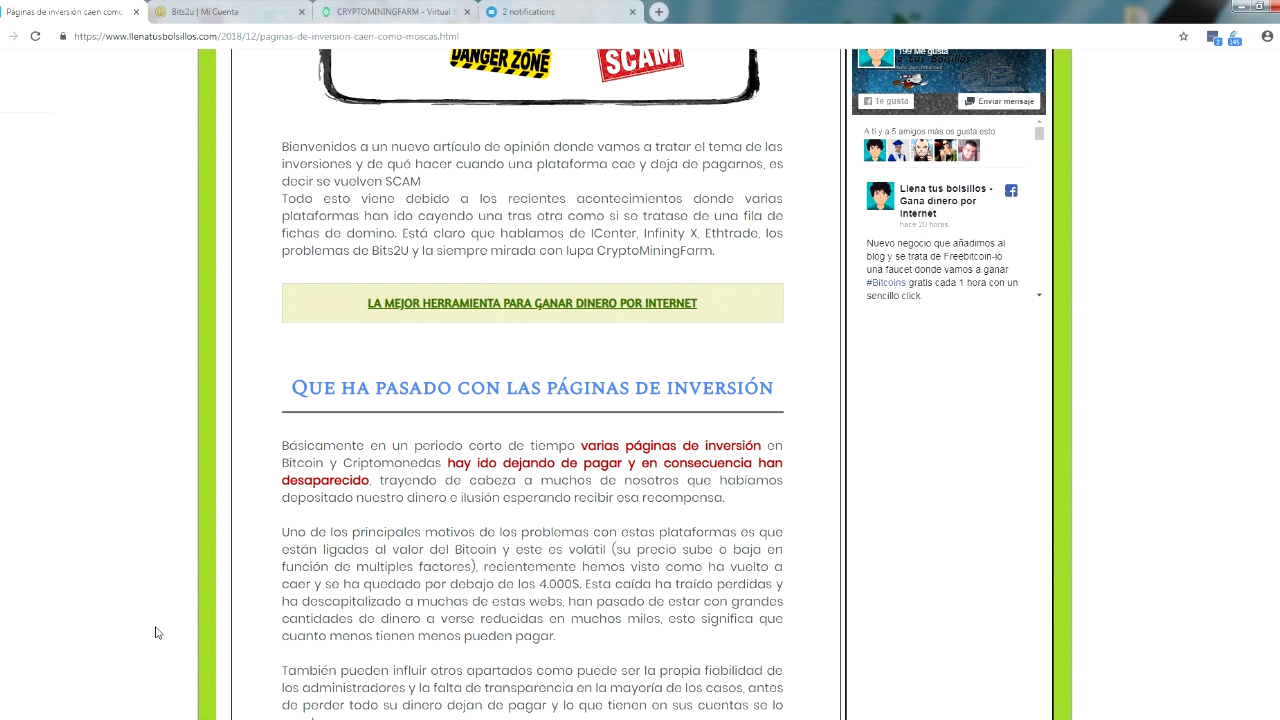 Páginas de inversión caen como
Bits2u | Mi Cuenta
CRYPTOMININGFARM - Virtual B
2 notifications
https://www.llenatusbolsillos.com/2018/12/paginas-de-inversion-caen-como-moscas.html
2
145
DANGER ZONE
SCAM
199 Me gusta
Te gusta
Enviar mensaje
A ti y a 5 amigos más os gusta esto
Llena tus bolsillos -
Gana dinero por
Internet
hace 20 horas
Nuevo negocio que añadimos al
blog y se trata de Freebitcoin-io
una faucet donde vamos a ganar
#Bitcoins gratis cada 1 hora con un
sencillo click.
Bienvenidos a un nuevo artículo de opinión donde vamos a tratar el tema de las
inversiones y de qué hacer cuando una plataforma cae y deja de pagarnos, es
decir se vuelven SCAM
Todo esto viene debido a los recientes acontecimientos donde varias
plataformas han ido cayendo una tras otra como si se tratase de una fila de
fichas de domino. Está claro que hablamos de ICenter, Infinity X, Ethtrade, los
problemas de Bits2U y la siempre mirada con lupa CryptoMiningFarm.
LA MEJOR HERRAMIENTA PARA GANAR DINERO POR INTERNET
Que ha pasado con las páginas de inversión
Básicamente en un periodo corto de tiempo varias páginas de inversión en
Bitcoin y Criptomonedas hay ido dejando de pagar y en consecuencia han
desaparecido, trayendo de cabeza a muchos de nosotros que habíamos
depositado nuestro dinero e ilusión esperando recibir esa recompensa.
Uno de los principales motivos de los problemas con estas plataformas es que
están ligadas al valor del Bitcoin y este es volátil (su precio sube o baja en
función de multiples factores), recientemente hemos visto como ha vuelto a
caer y se ha quedado por debajo de los 4.000$. Esta caída ha traído perdidas y
ha descapitalizado a muchas de estas webs, han pasado de estar con grandes
cantidades de dinero a verse reducidas en muchos miles, esto significa que
cuanto menos tienen menos pueden pagar.
También pueden influir otros apartados como puede ser la propia fiabilidad de
los administradores y la falta de transparencia en la mayoría de los casos, antes
de perder todo su dinero dejan de pagar y lo que tienen en sus cuentas se lo